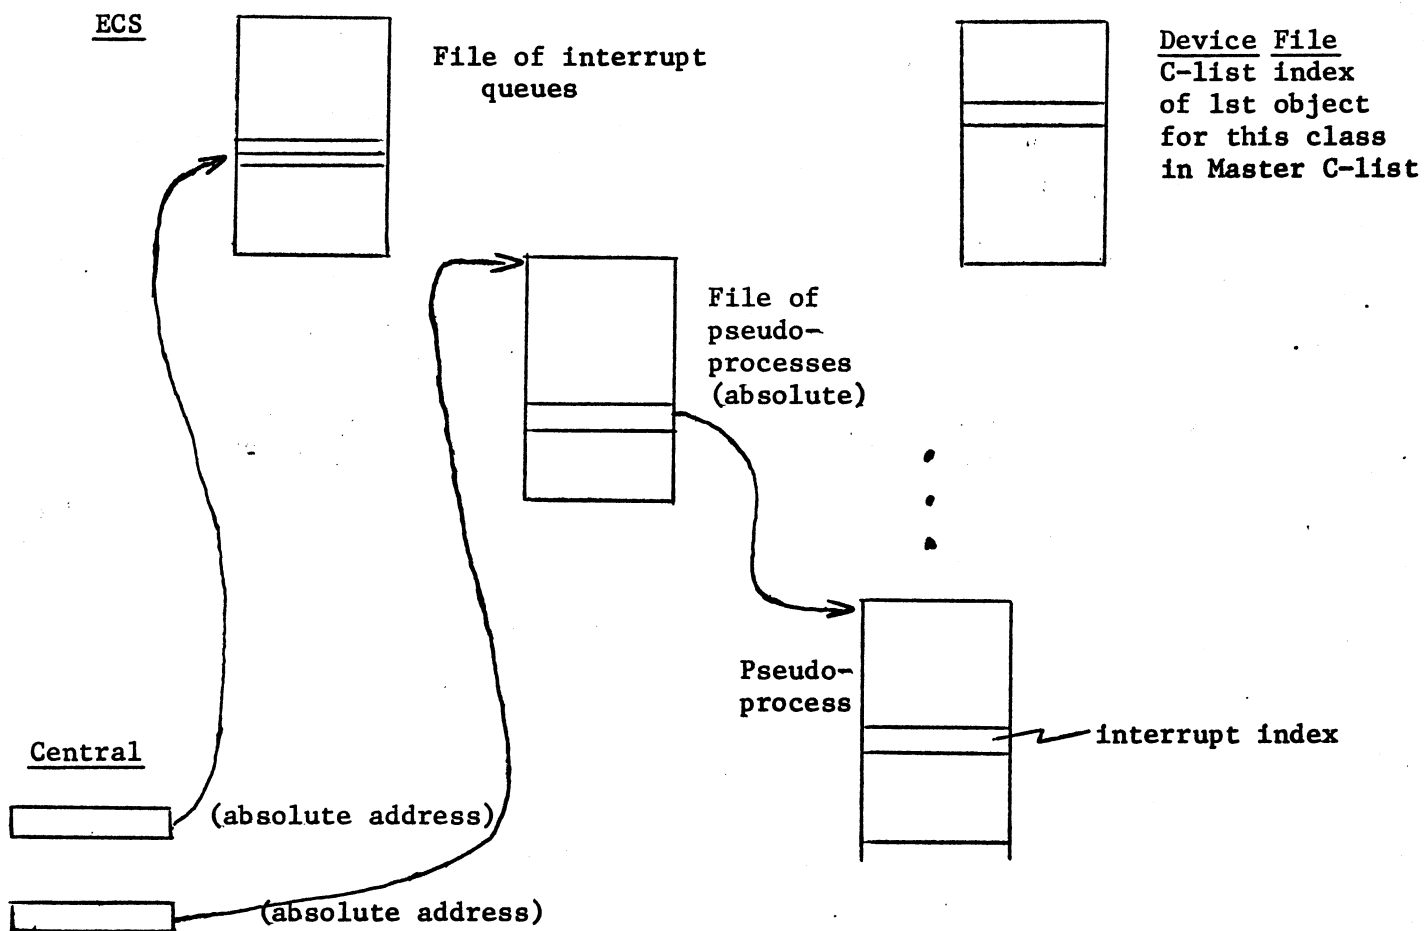 ECS
File of interrupt
queues
Device File
C-list index
of 1st object
for this class
in Master C-list
File of
pseudo-
processes
(absolute)
Pseudo-
process
interrupt index
Central
(absolute address)
(absolute address)